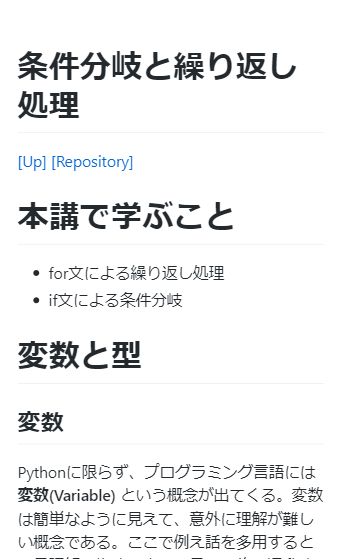 条件分岐と繰り返し
処理
[Up] [Repository]
本講で学ぶこと
for文による繰り返し処理
if文による条件分岐
変数と型
変数
Pythonに限らず、プログラミング言語には
変数(Variable) という概念が出てくる。変数
は簡単なように見えて、意外に理解が難し
い概念である。ここで例え話を多用すると